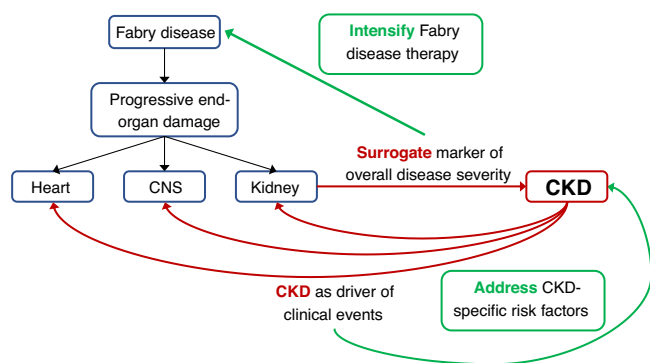 Fabry disease
Intensify Fabry
disease therapy
Progressive end-
organ damage
Surrogate marker of
overall disease severity
Heart
CNS
Kidney
CKD
CKD as driver of
clinical events
Address CKD-
specific risk factors